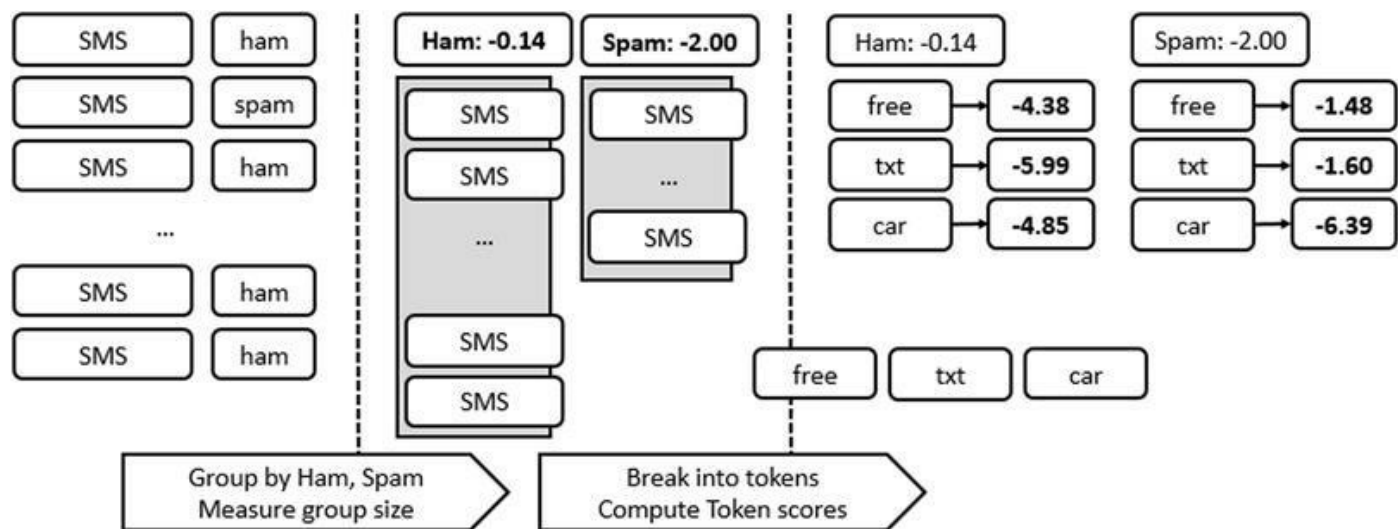 SMS ham
SMS spam
SMS ham
...
SMS ham
SMS ham
Ham: -0.14 Spam: -2.00
SMS SMS
SMS ...
... SMS
SMS
SMS
Ham: -0.14 Spam: -2.00
free -4.38 free -1.48
txt -5.99 txt -1.60
car -4.85 car -6.39
free txt car
Group by Ham, Spam
Measure group size
Break into tokens
Compute Token scores